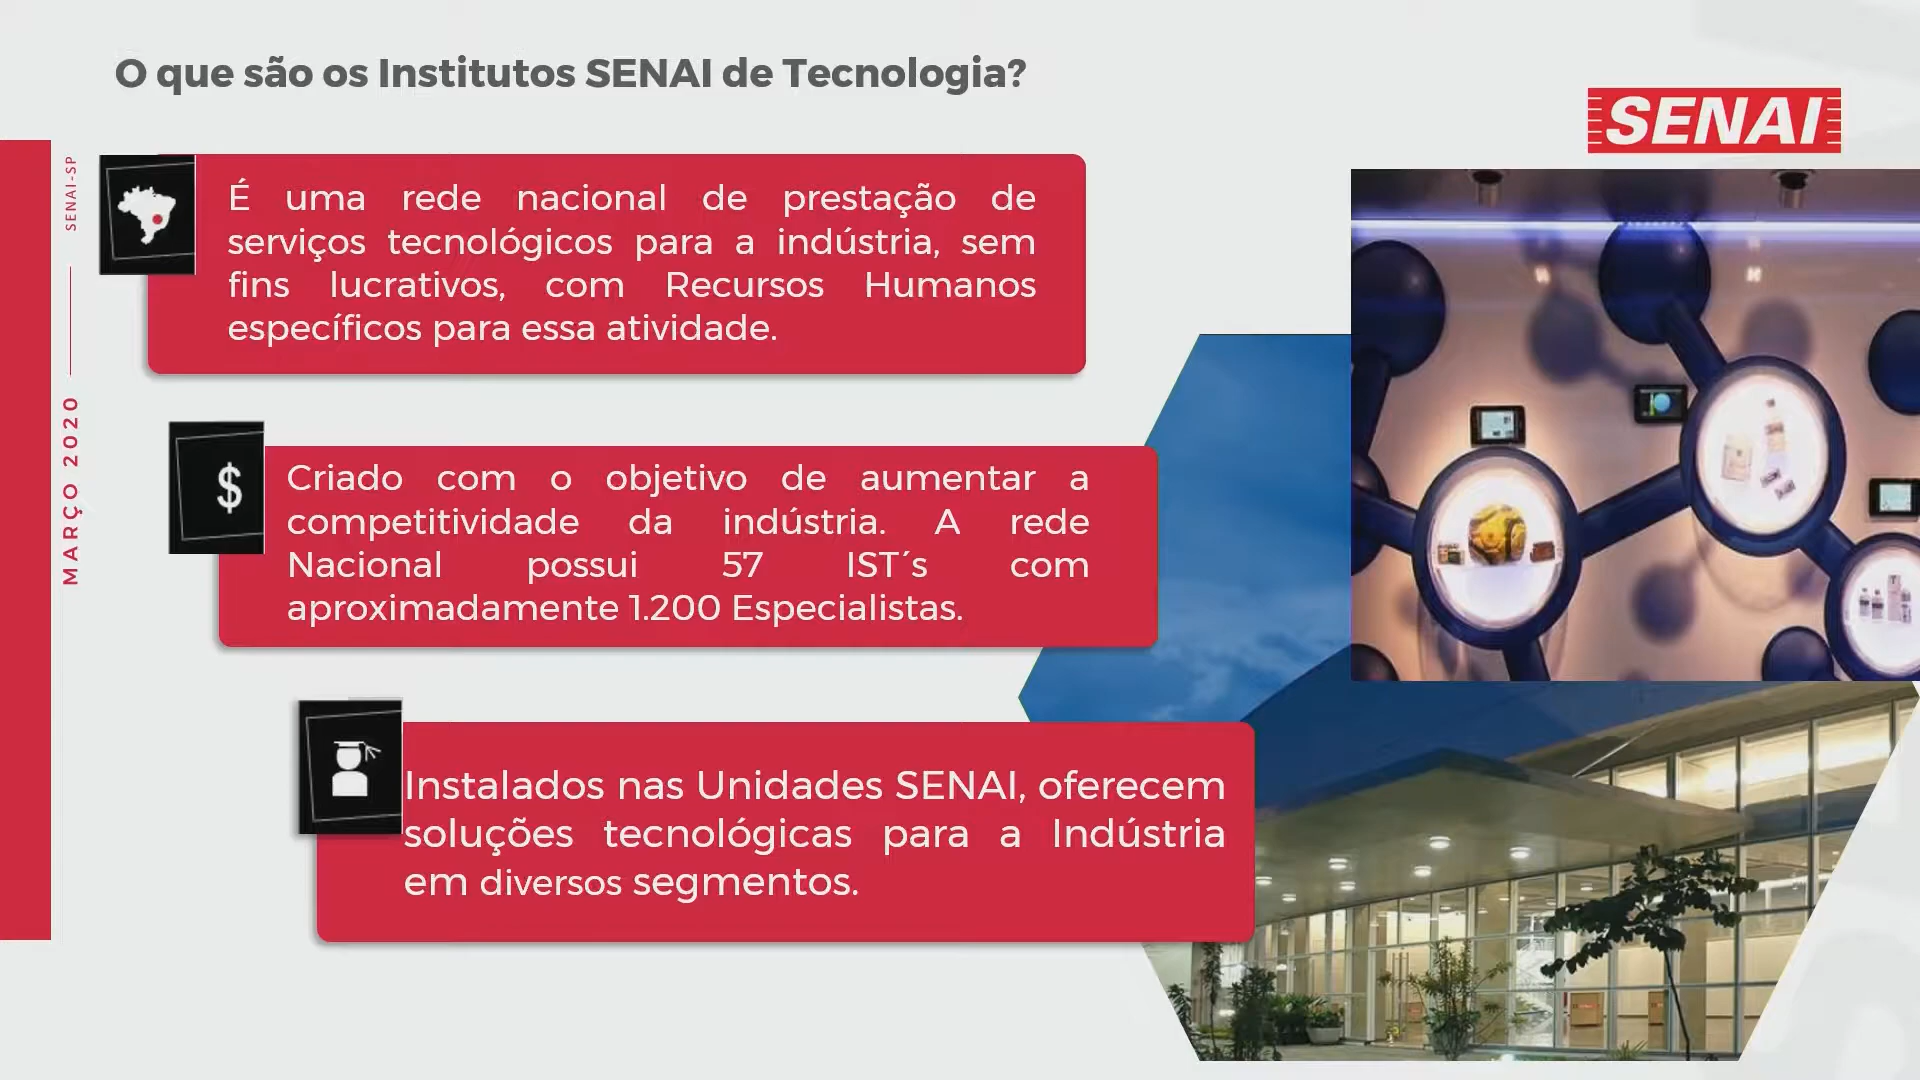 O que são os Institutos SENAI de Tecnologia?
SENAI
SENAI-SP
MARÇO 2020
É uma rede nacional de prestação de
serviços tecnológicos para a indústria, sem
fins lucrativos, com Recursos Humanos
específicos para essa atividade.
$
Criado com o objetivo de aumentar a
competitividade da indústria. A rede
Nacional possui 57 IST´s com
aproximadamente 1.200 Especialistas.
Instalados nas Unidades SENAI, oferecem
soluções tecnológicas para a Indústria
em diversos segmentos.